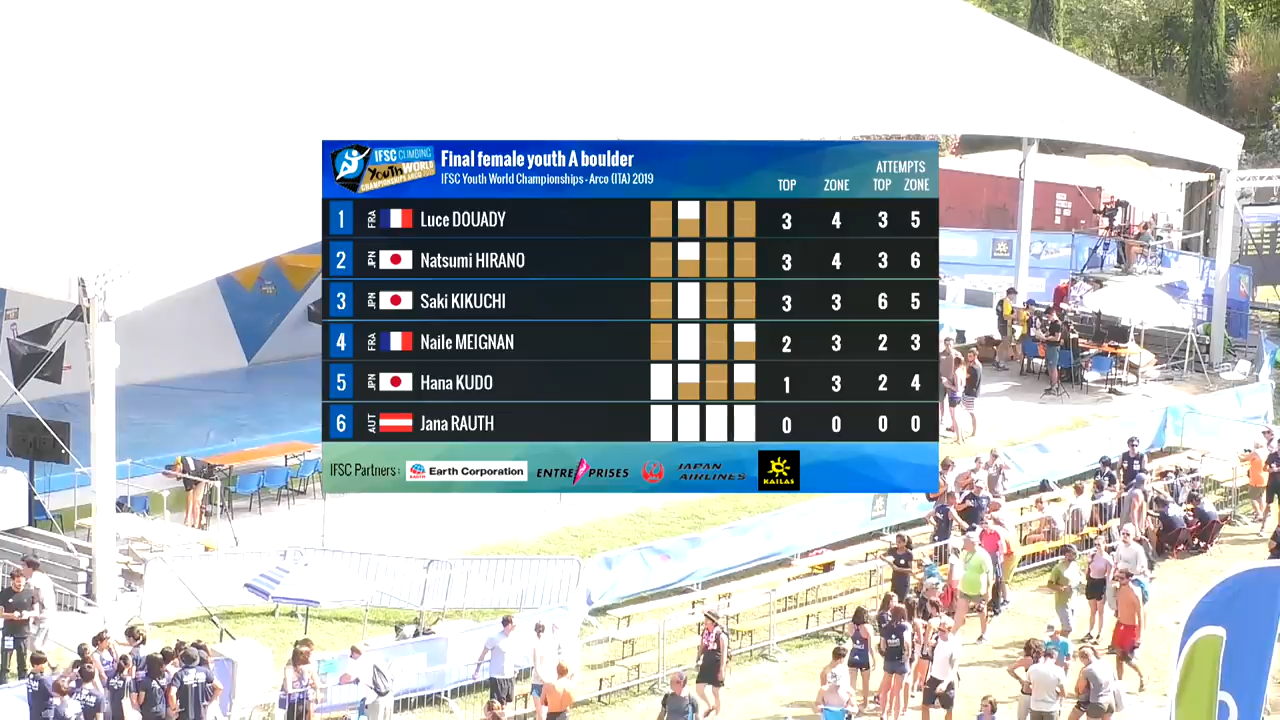 IFSC CLIMBING
Youth WORLD
CHAMPIONSHIPS ARCO
FInal female youth A boulder
IFSC Youth World Championships - Arco (ITA) 2019
ATTEMPTS
TOP ZONE TOP ZONE
1 FRA Luce DOUADY 3 4 3 5
2 JPN Natsumi HIRANO 3 4 3 6
3 JPN Saki KIKUCHI 3 3 6 5
4 FRA Naile MEIGNAN 2 3 2 3
5 JPN Hana KUDO 1 3 2 4
6 AUT Jana RAUTH 0 0 0 0
IFSC Partners : EARTH Earth Corporation ENTRE PRISES JAPAN AIRLINES KAILAS